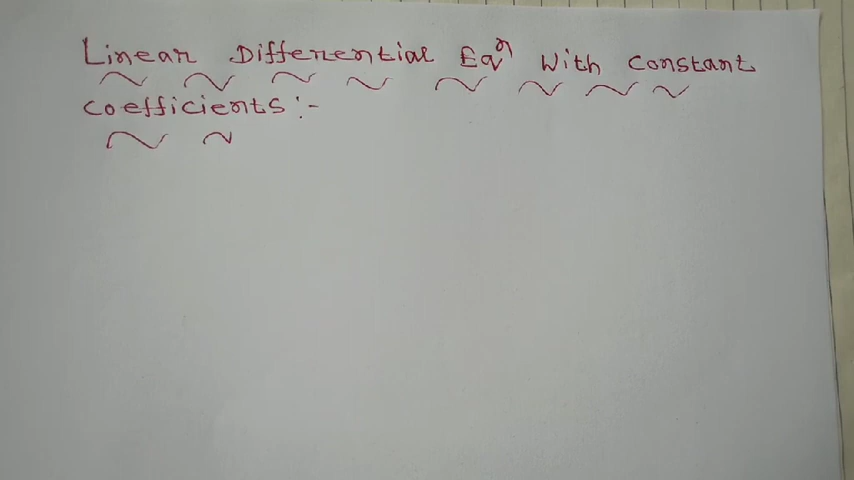 Linear Differential Eqⁿ With constant
coefficients :-